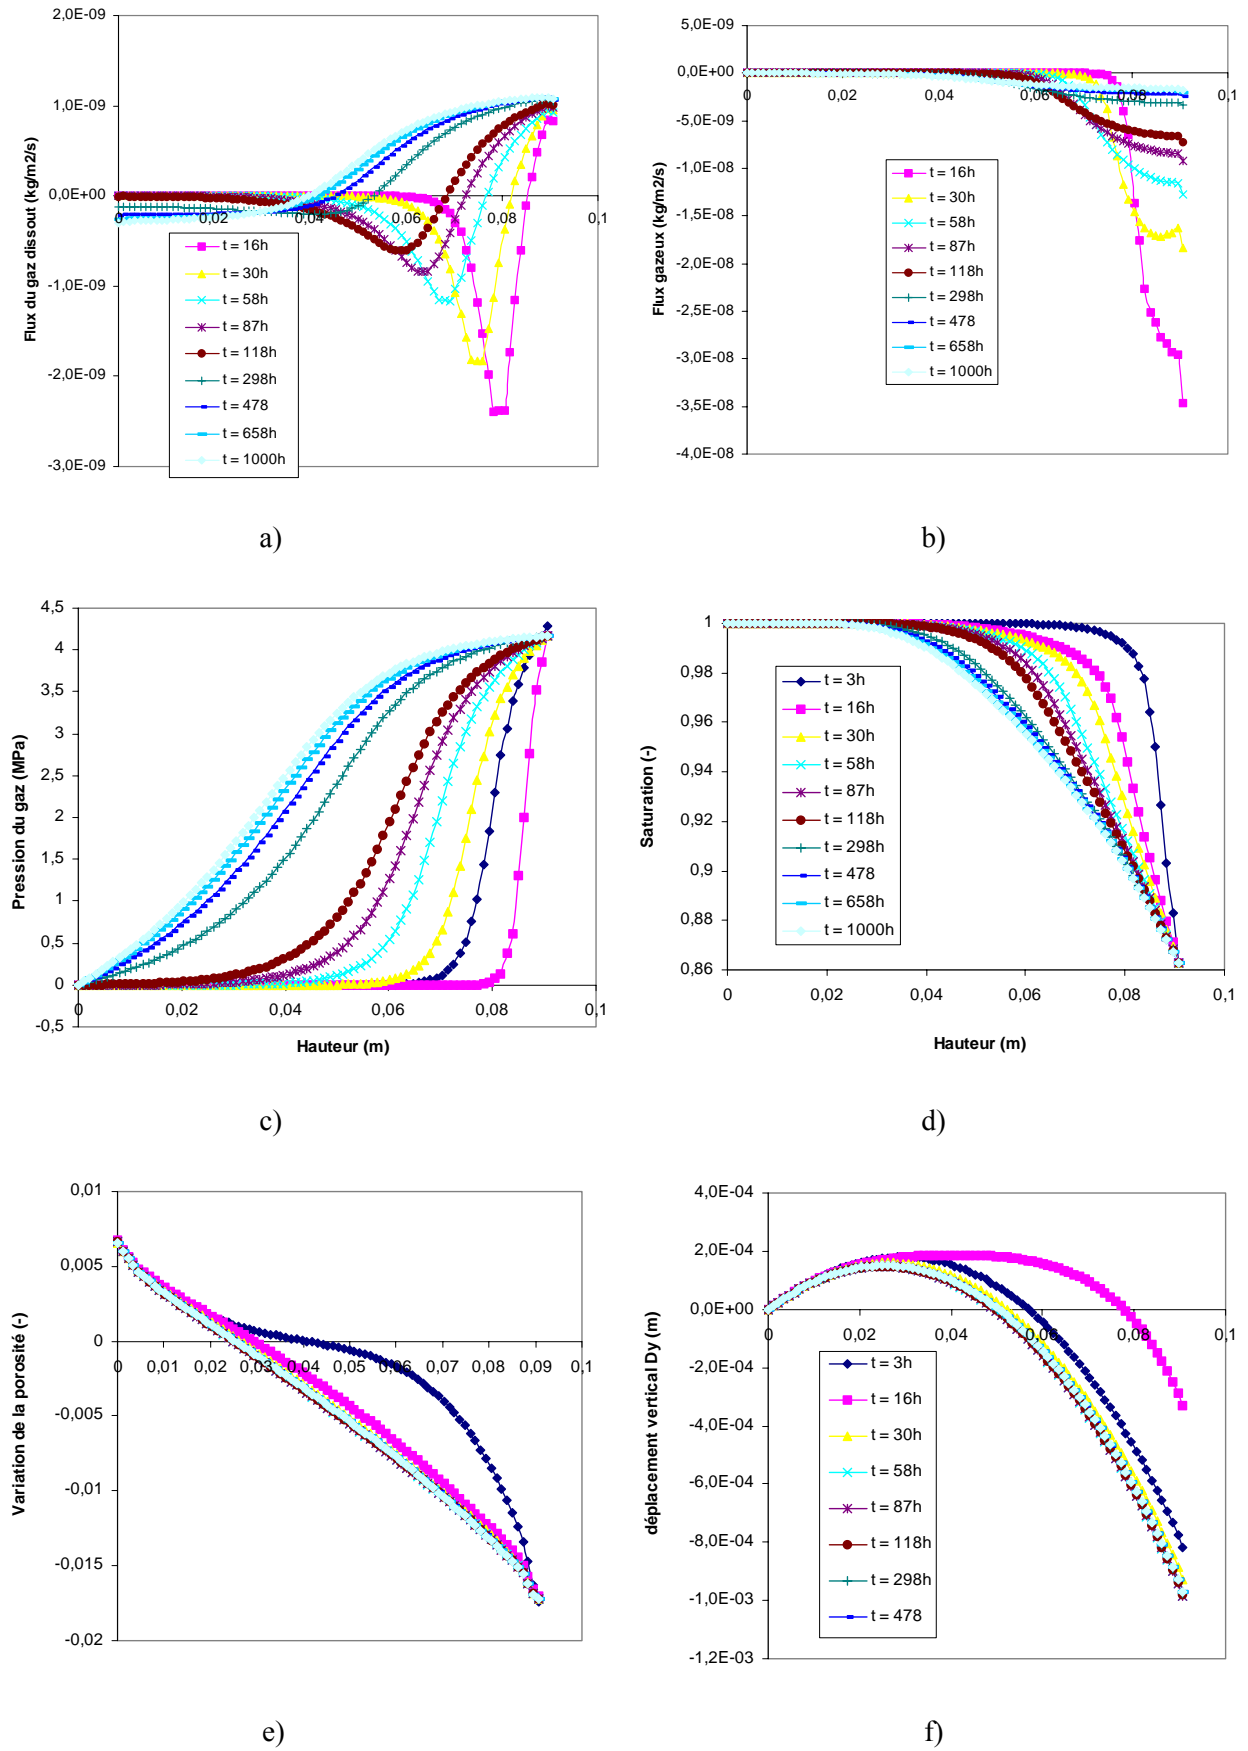 2,0E-09
1,0E-09
0,0E+00
-1,0E-09
-2,0E-09
-3,0E-09
0
0,02
0,04
0,06
0,08
0,1
Flux du gaz dissout (kg/m2/s)
t = 16h
t = 30h
t = 58h
t = 87h
t = 118h
t = 298h
t = 478
t = 658h
t = 1000h
a)
5,0E-09
0,0E+00
-5,0E-09
-1,0E-08
-1,5E-08
-2,0E-08
-2,5E-08
-3,0E-08
-3,5E-08
-4,0E-08
0
0,02
0,04
0,06
0,08
0,1
Flux gazeux (kg/m2/s)
t = 16h
t = 30h
t = 58h
t = 87h
t = 118h
t = 298h
t = 478
t = 658h
t = 1000h
b)
4,5
4
3,5
3
2,5
2
1,5
1
0,5
0
-0,5
0
0,02
0,04
0,06
0,08
0,1
Pression du gaz (MPa)
Hauteur (m)
c)
1
0,98
0,96
0,94
0,92
0,9
0,88
0,86
0
0,02
0,04
0,06
0,08
0,1
Saturation (-)
t = 3h
t = 16h
t = 30h
t = 58h
t = 87h
t = 118h
t = 298h
t = 478
t = 658h
t = 1000h
Hauteur (m)
d)
0,01
0,005
0
-0,005
-0,01
-0,015
-0,02
0
0,01
0,02
0,03
0,04
0,05
0,06
0,07
0,08
0,09
0,1
Variation de la porosité (-)
e)
4,0E-04
2,0E-04
0,0E+00
-2,0E-04
-4,0E-04
-6,0E-04
-8,0E-04
-1,0E-03
-1,2E-03
0
0,02
0,04
0,06
0,08
0,1
déplacement vertical Dy (m)
t = 3h
t = 16h
t = 30h
t = 58h
t = 87h
t = 118h
t = 298h
t = 478
f)